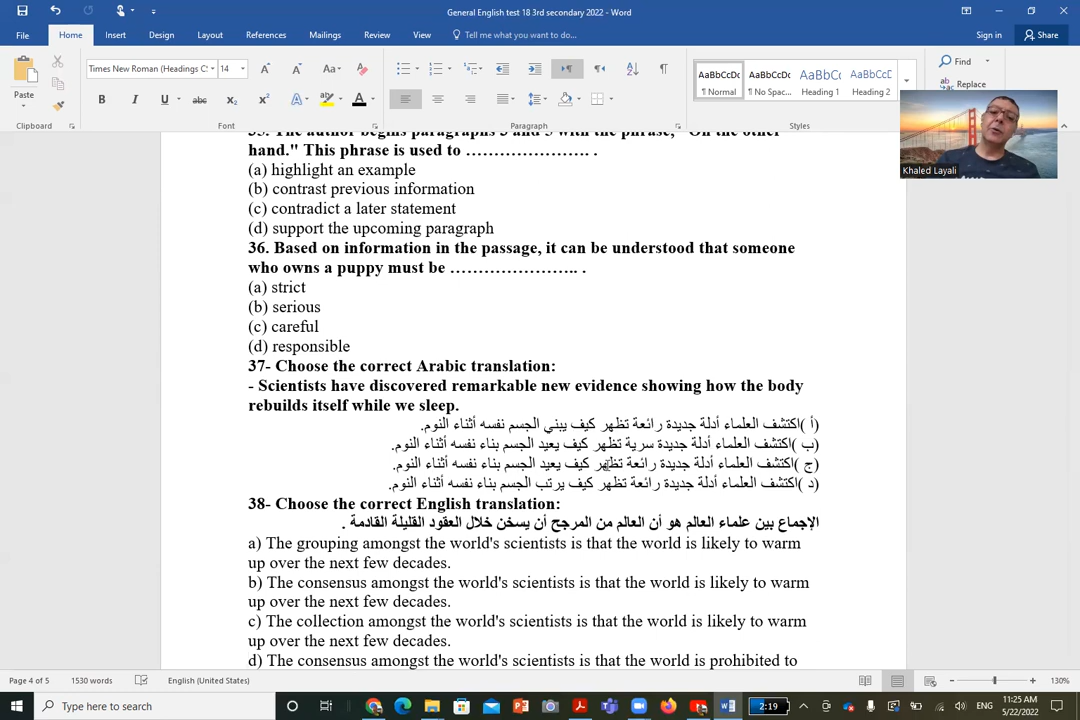 General English test 18 3rd secondary 2022 - Word
File Home Insert Design Layout References Mailings Review View Tell me what you want to do... Sign in Share
Times New Roman (Headings C 14
AaBbCcDc AaBbCcDc AaBbCc AaBbCcD
Find
Replace
Paste
¶ Normal ¶ No Spac... Heading 1 Heading 2
Clipboard Font Paragraph Styles
Khaled Layali
35. The author begins paragraphs 3 and 5 with the phrase, "On the other
hand." This phrase is used to …………………. .
(a) highlight an example
(b) contrast previous information
(c) contradict a later statement
(d) support the upcoming paragraph
36. Based on information in the passage, it can be understood that someone
who owns a puppy must be ………………….. .
(a) strict
(b) serious
(c) careful
(d) responsible
37- Choose the correct Arabic translation:
- Scientists have discovered remarkable new evidence showing how the body
rebuilds itself while we sleep.
(أ )اكتشف العلماء أدلة جديدة رائعة تظهر كيف يبني الجسم نفسه أثناء النوم.
(ب )اكتشف العلماء أدلة جديدة سرية تظهر كيف يعيد الجسم بناء نفسه أثناء النوم.
(ج )اكتشف العلماء أدلة جديدة رائعة تظهر كيف يعيد الجسم بناء نفسه أثناء النوم.
(د )اكتشف العلماء أدلة جديدة رائعة تظهر كيف يرتب الجسم بناء نفسه أثناء النوم.
38- Choose the correct English translation:
الإجماع بين علماء العالم هو أن العالم من المرجح أن يسخن خلال العقود القليلة القادمة .
a) The grouping amongst the world's scientists is that the world is likely to warm
up over the next few decades.
b) The consensus amongst the world's scientists is that the world is likely to warm
up over the next few decades.
c) The collection amongst the world's scientists is that the world is likely to warm
up over the next few decades.
d) The consensus amongst the world's scientists is that the world is prohibited to
Page 4 of 5 1530 words English (United States) 130%
Type here to search
2:19
ENG
11:25 AM
5/22/2022